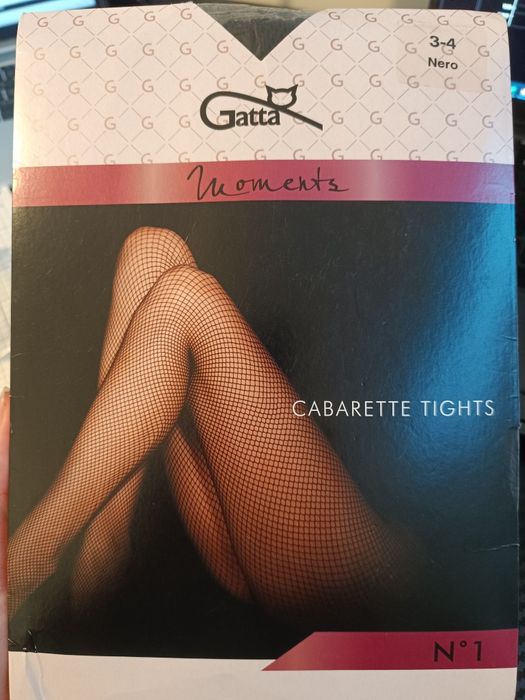 3-4
Nero
Gatta
Moments
CABARETTE TIGHTS
N°1